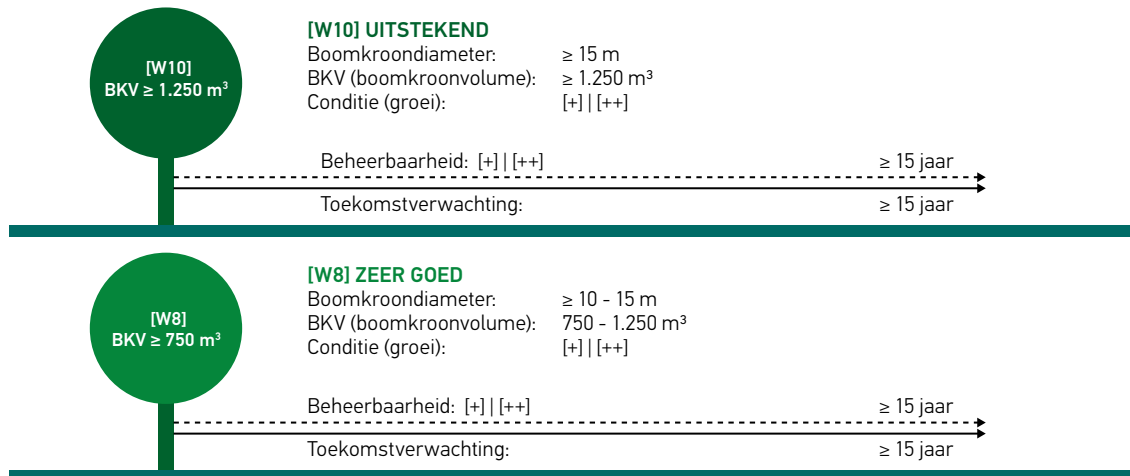 [W10]
BKV ≥ 1.250 m³
[W10] UITSTEKEND
Boomkroondiameter: ≥ 15 m
BKV (boomkroonvolume): ≥ 1.250 m³
Conditie (groei): [+] | [++]
Beheerbaarheid: [+] | [++] ≥ 15 jaar
Toekomstverwachting: ≥ 15 jaar
[W8]
BKV ≥ 750 m³
[W8] ZEER GOED
Boomkroondiameter: ≥ 10 - 15 m
BKV (boomkroonvolume): 750 - 1.250 m³
Conditie (groei): [+] | [++]
Beheerbaarheid: [+] | [++] ≥ 15 jaar
Toekomstverwachting: ≥ 15 jaar